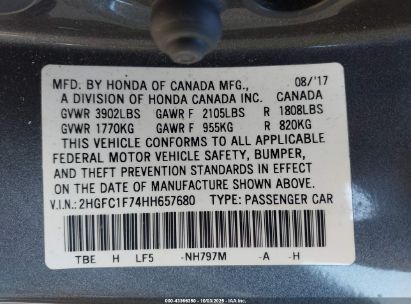 MFD. BY HONDA OF CANADA MFG., 08/'17
A DIVISION OF HONDA CANADA INC. CANADA
GVWR 3902LBS GAWR F 2105LBS R 1808LBS
GVWR 1770KG GAWR F 955KG R 820KG
THIS VEHICLE CONFORMS TO ALL APPLICABLE
FEDERAL MOTOR VEHICLE SAFETY, BUMPER,
AND THEFT PREVENTION STANDARDS IN EFFECT
ON THE DATE OF MANUFACTURE SHOWN ABOVE.
V.I.N.: 2HGFC1F74HH657680 TYPE: PASSENGER CAR
TBE H LF5 -NH797M -A -H